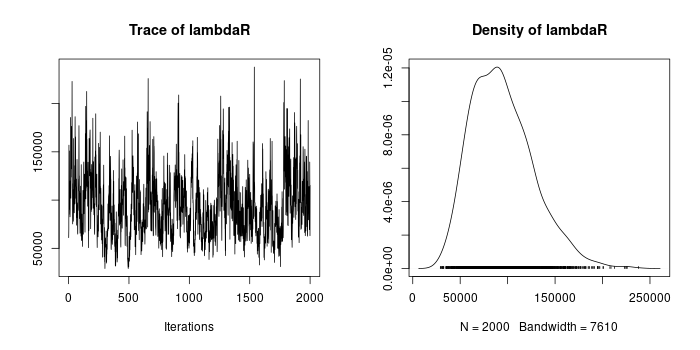 Trace of lambdaR
50000
150000
0
500
1000
1500
2000
Iterations
Density of lambdaR
0.0e+00
4.0e-06
8.0e-06
1.2e-05
0
50000
150000
250000
N = 2000   Bandwidth = 7610